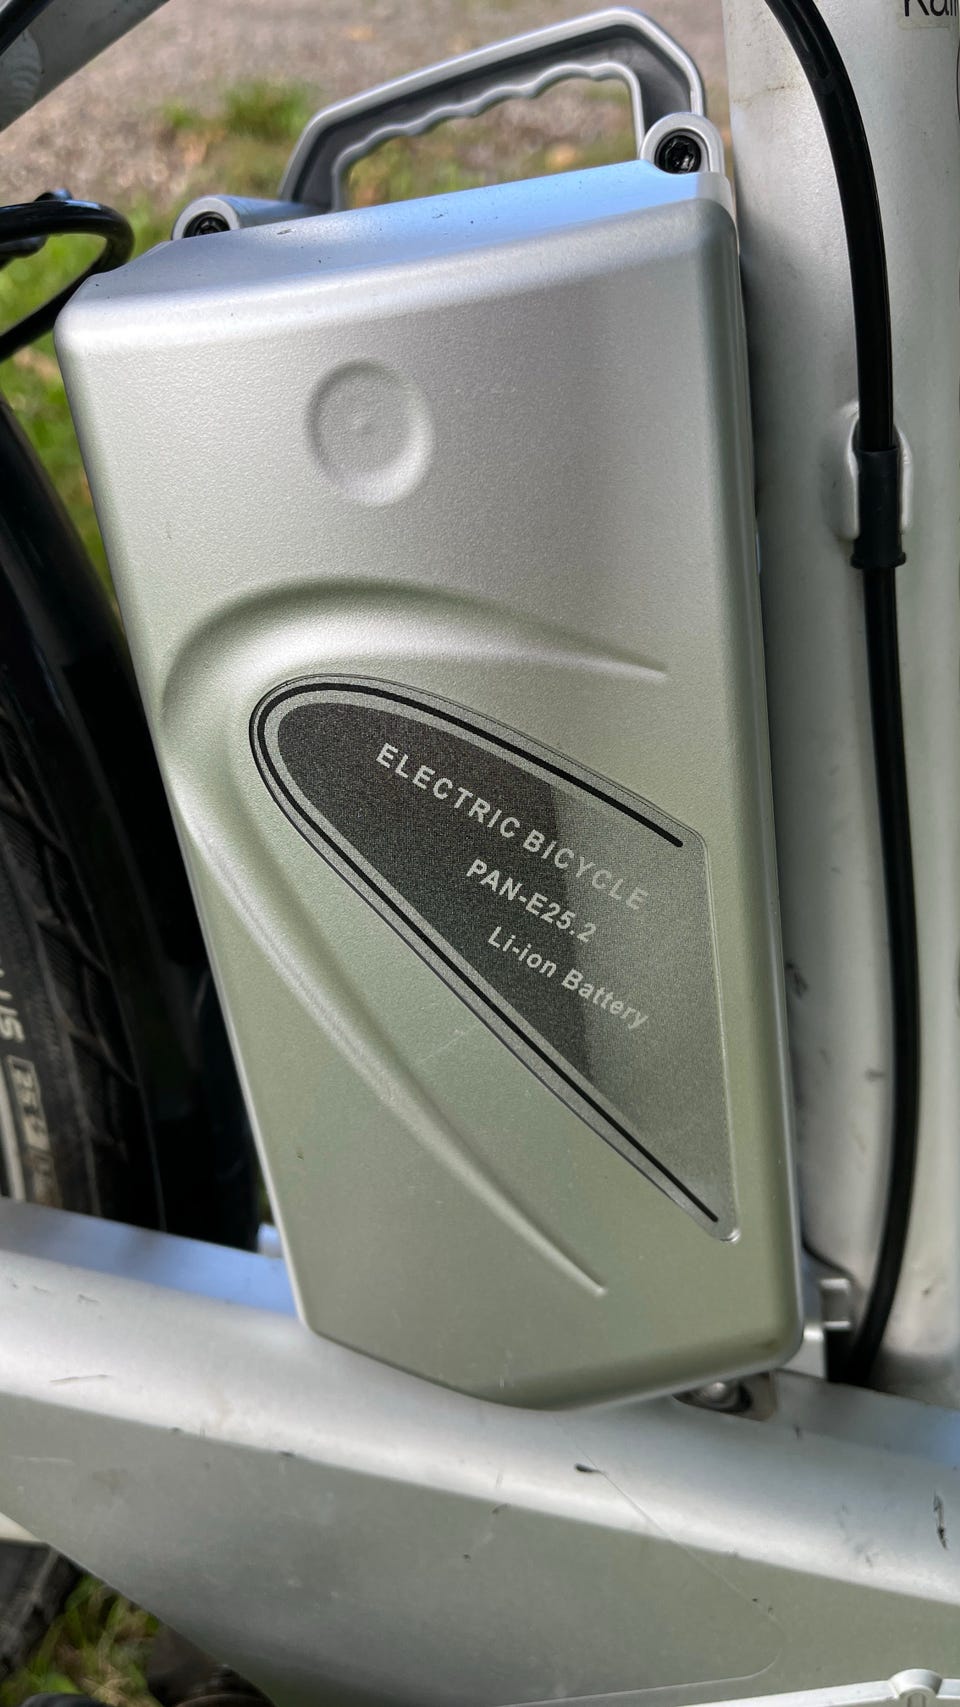 ELECTRIC BICYCLE
PAN-E25.2
Li-ion Battery